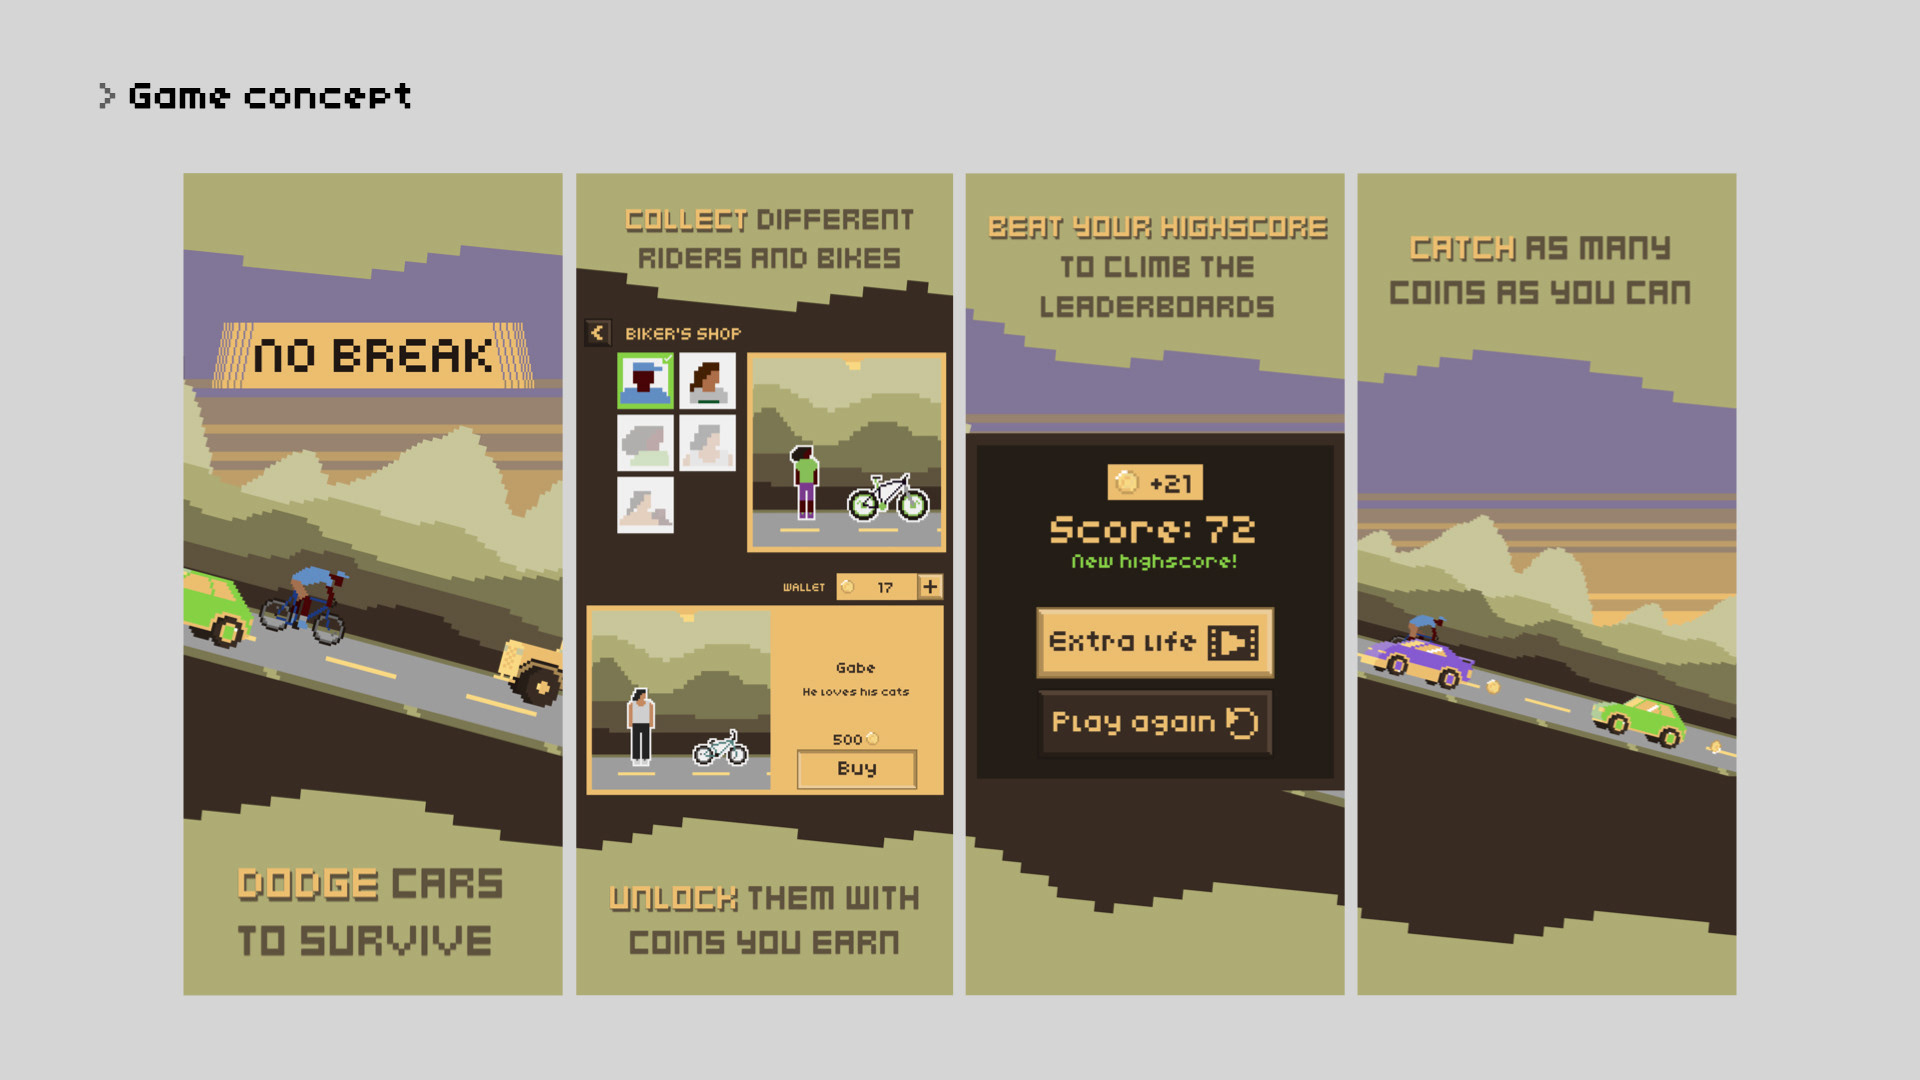 > Game concept
NO BREAK
DODGE CARS
TO SURVIVE
COLLECT DIFFERENT
RIDERS AND BIKES
BIKER'S SHOP
WALLET 17 +
Gabe
He loves his cats
500
Buy
UNLOCK THEM WITH
COINS YOU EARN
BEAT YOUR HIGHSCORE
TO CLIMB THE
LEADERBOARDS
+21
Score: 72
New highscore!
Extra life
Play again
CATCH AS MANY
COINS AS YOU CAN